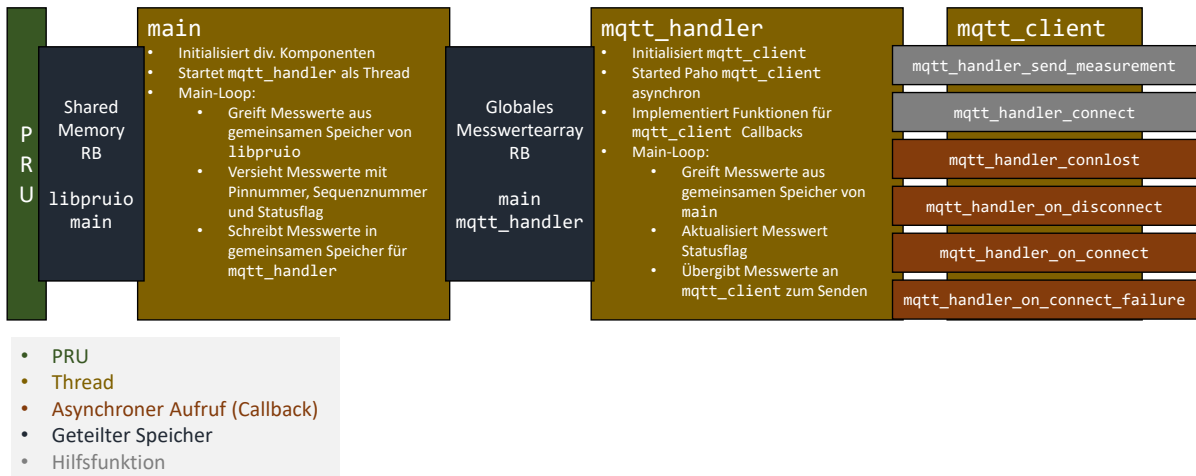 P
R
U
Shared
Memory
RB
libpruio
main
main
• Initialisiert div. Komponenten
• Startet mqtt_handler als Thread
• Main-Loop:
• Greift Messwerte aus
gemeinsamen Speicher von
libpruio
• Versieht Messwerte mit
Pinnummer, Sequenznummer
und Statusflag
• Schreibt Messwerte in
gemeinsamen Speicher für
mqtt_handler
Globales
Messwertearray
RB
main
mqtt_handler
mqtt_handler
• Initialisiert mqtt_client
• Started Paho mqtt_client
asynchron
• Implementiert Funktionen für
mqtt_client Callbacks
• Main-Loop:
• Greift Messwerte aus
gemeinsamen Speicher von
main
• Aktualisiert Messwert
Statusflag
• Übergibt Messwerte an
mqtt_client zum Senden
mqtt_client
mqtt_handler_send_measurement
mqtt_handler_connect
mqtt_handler_connlost
mqtt_handler_on_disconnect
mqtt_handler_on_connect
mqtt_handler_on_connect_failure
• PRU
• Thread
• Asynchroner Aufruf (Callback)
• Geteilter Speicher
• Hilfsfunktion